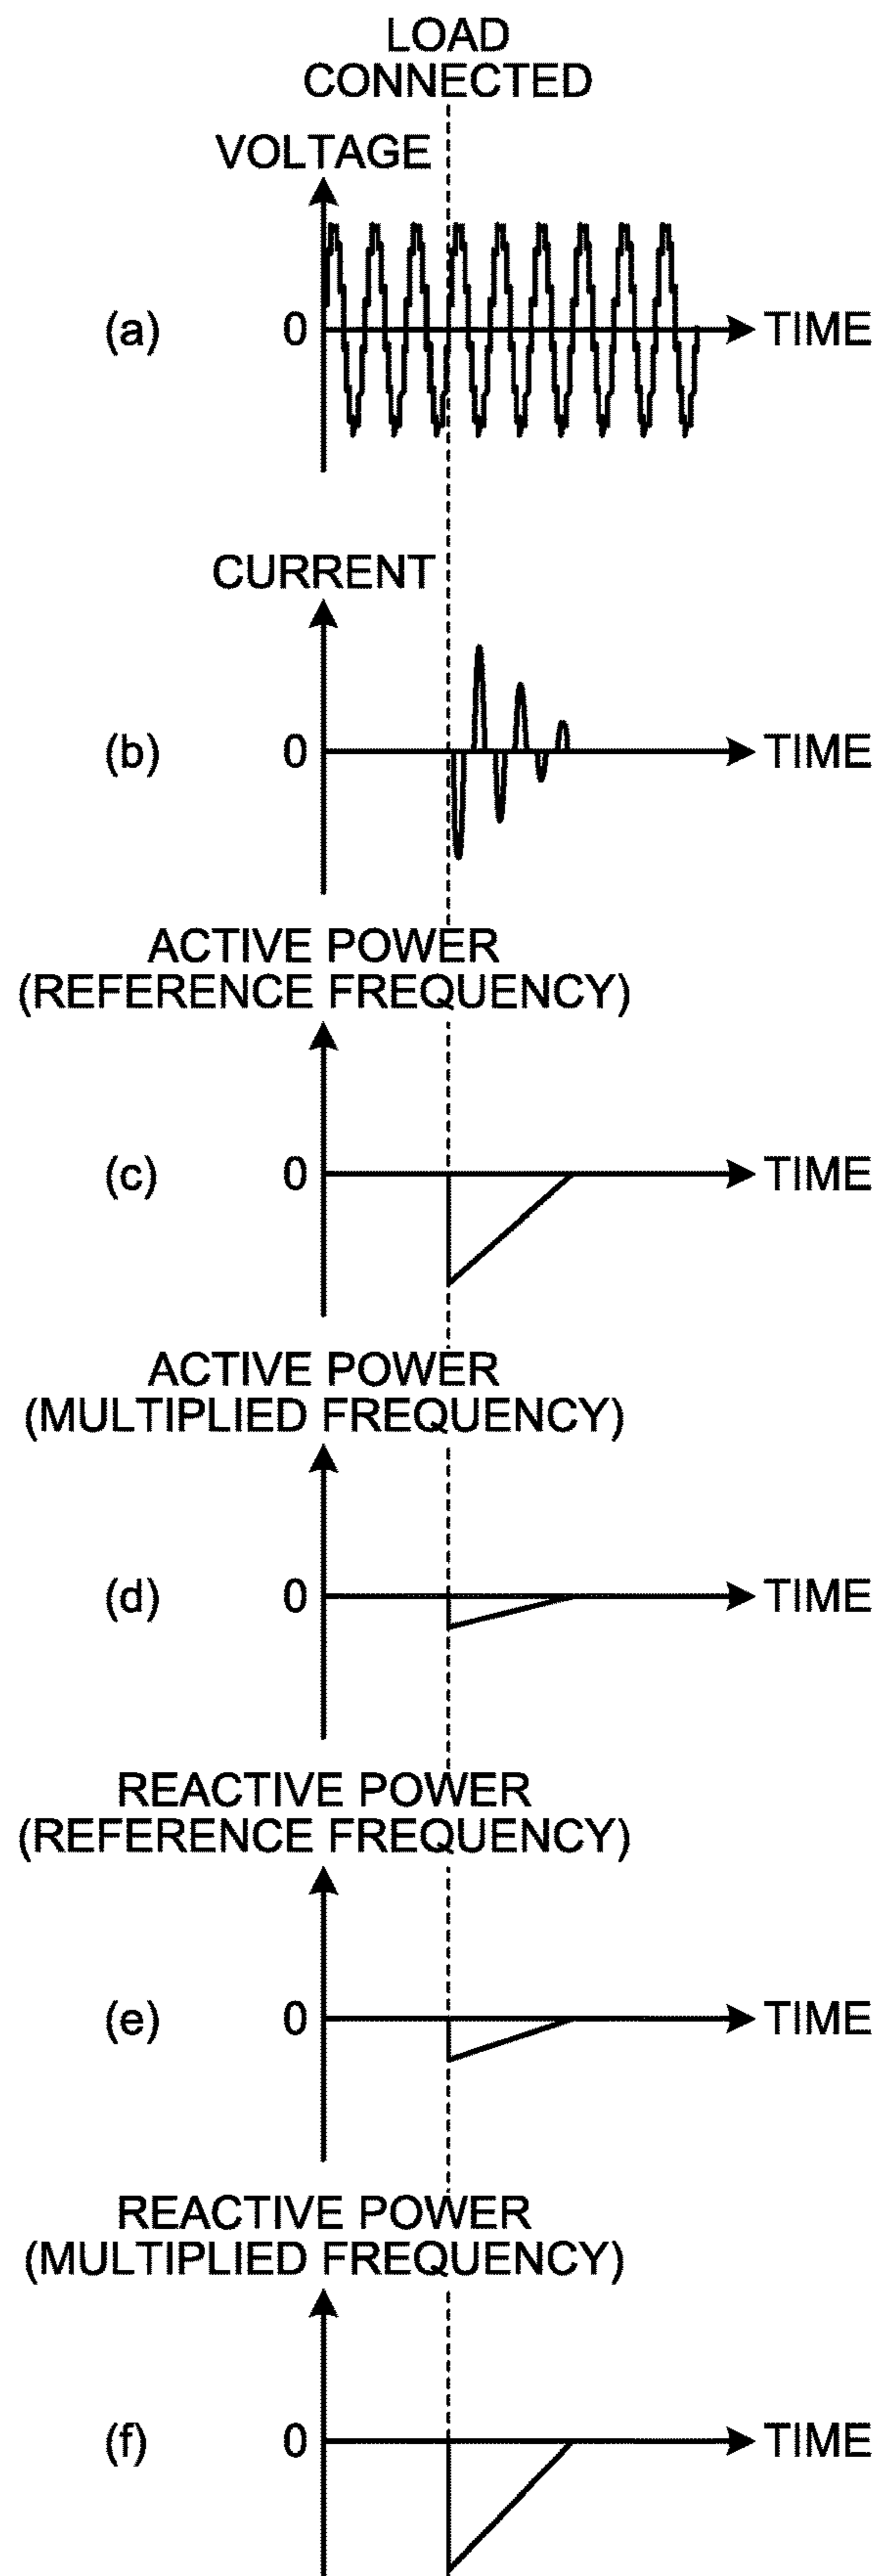 LOAD
CONNECTED
VOLTAGE
(a)
0
TIME
CURRENT
(b)
0
TIME
ACTIVE POWER
(REFERENCE FREQUENCY)
(c)
0
TIME
ACTIVE POWER
(MULTIPLIED FREQUENCY)
(d)
0
TIME
REACTIVE POWER
(REFERENCE FREQUENCY)
(e)
0
TIME
REACTIVE POWER
(MULTIPLIED FREQUENCY)
(f)
0
TIME